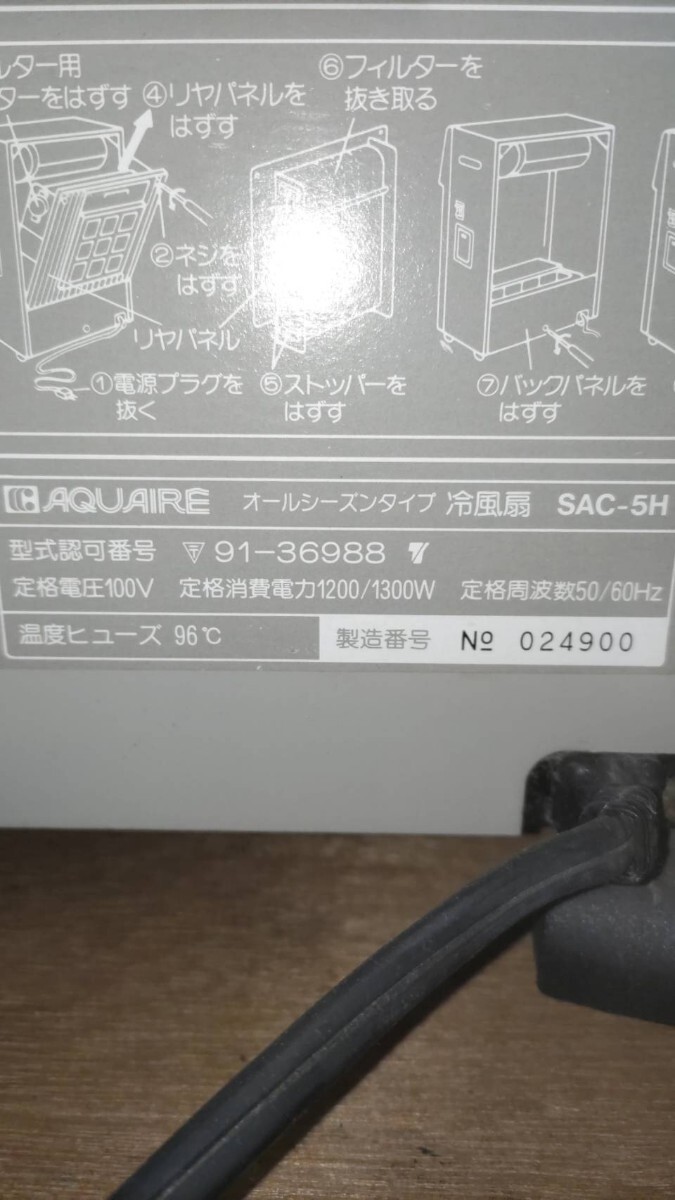 ルター用
ターをはずす
④リヤパネルを
はずす
⑥フィルターを
抜き取る
②ネジを
はずす
リヤパネル
①電源プラグを
抜く
⑤ストッパーを
はずす
⑦バックパネルを
はずす
AQUAIRE オールシーズンタイプ 冷風扇 SAC-5H
型式認可番号 91-36988
定格電圧100V 定格消費電力1200/1300W 定格周波数50/60Hz
温度ヒューズ 96℃ 製造番号 № 024900